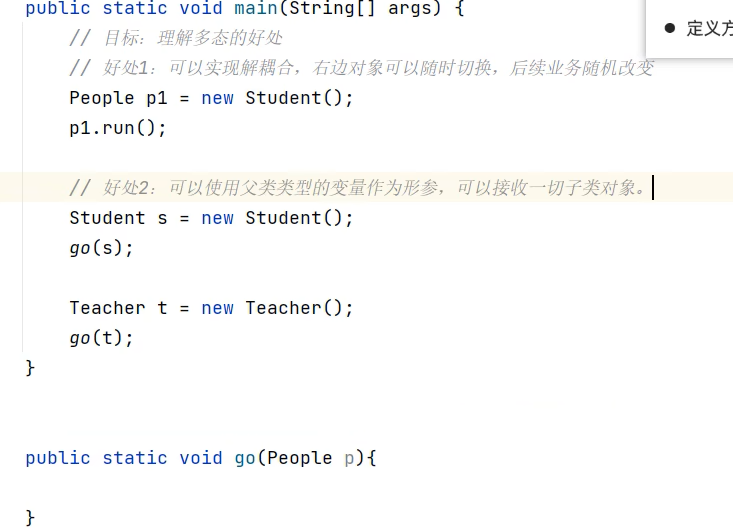 public static void main(String[] args) {
● 定义方
// 目标：理解多态的好处
// 好处1：可以实现解耦合，右边对象可以随时切换，后续业务随机改变
People p1 = new Student();
p1.run();
// 好处2：可以使用父类类型的变量作为形参，可以接收一切子类对象。
Student s = new Student();
go(s);
Teacher t = new Teacher();
go(t);
}
public static void go(People p){
}